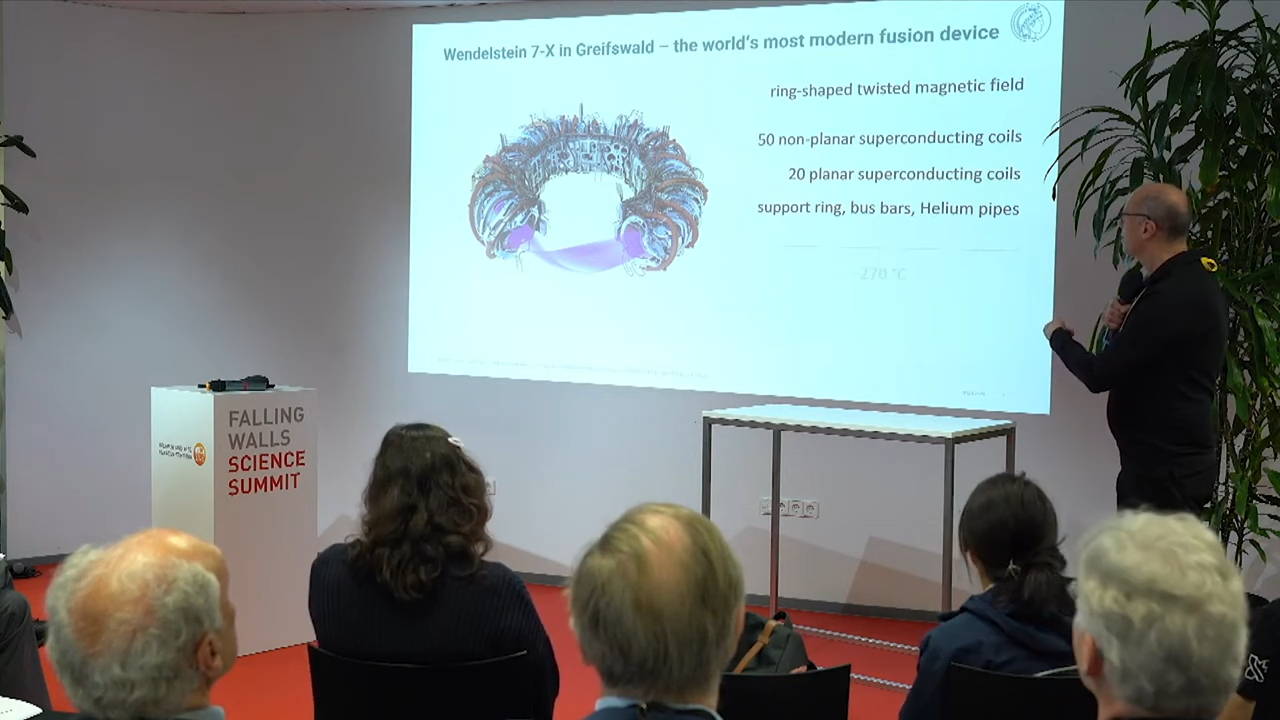 Wendelstein 7-X in Greifswald – the world's most modern fusion device
ring-shaped twisted magnetic field
50 non-planar superconducting coils
20 planar superconducting coils
support ring, bus bars, Helium pipes
-270 °C
FALLING
WALLS
SCIENCE
SUMMIT